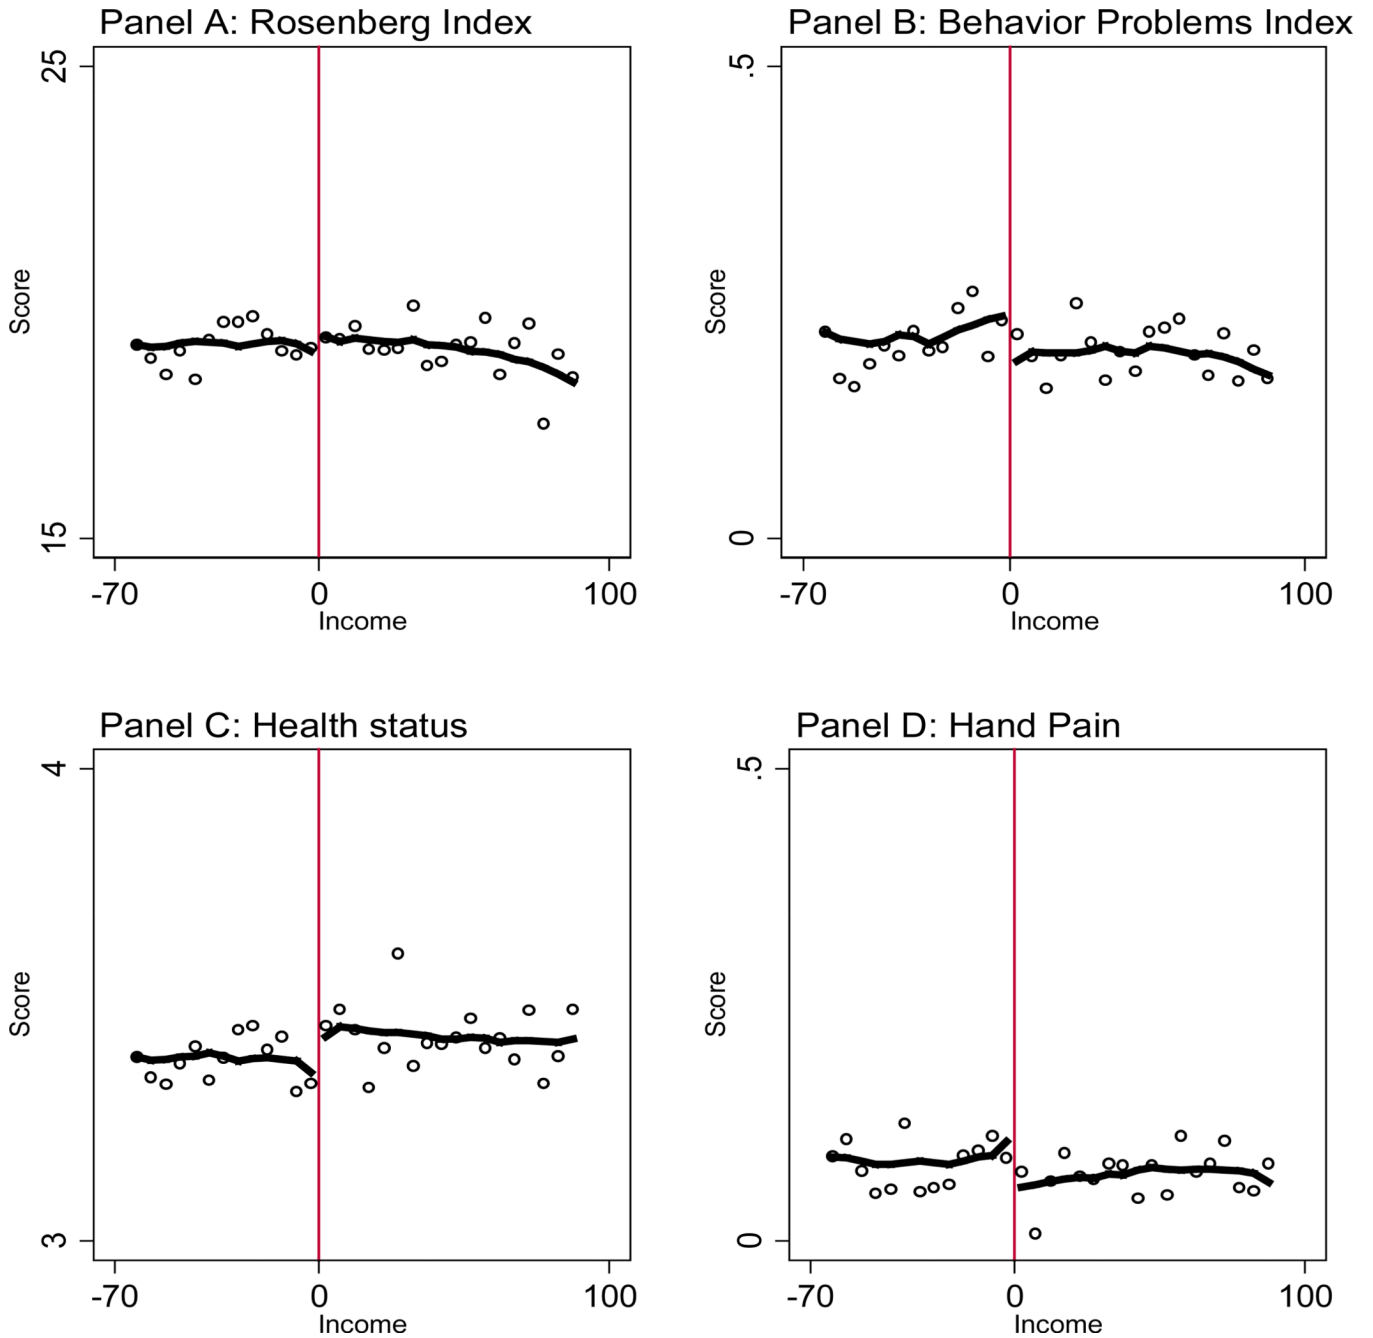 Panel A: Rosenberg Index
25
Score
15
-70 0 100
Income
Panel B: Behavior Problems Index
.5
Score
0
-70 0 100
Income
Panel C: Health status
4
Score
3
-70 0 100
Income
Panel D: Hand Pain
.5
Score
0
-70 0 100
Income